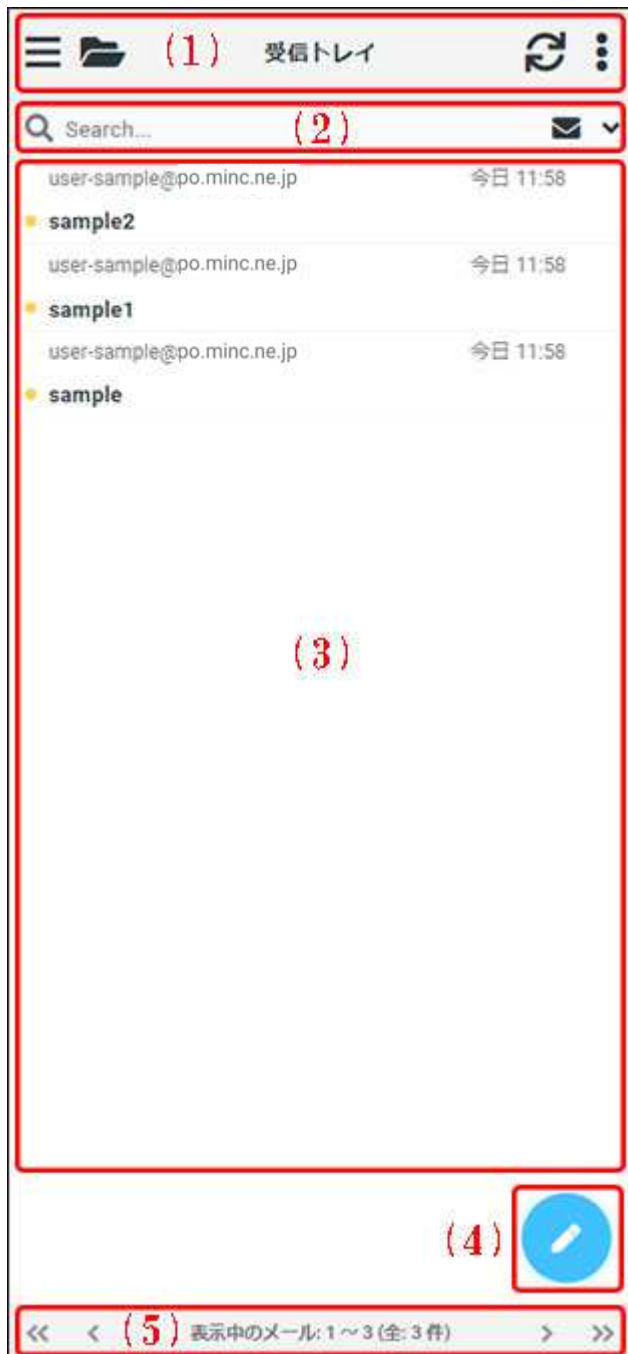 (1) 受信トレイ
Search... (2)
user-sample@po.minc.ne.jp 今日 11:58
sample2
user-sample@po.minc.ne.jp 今日 11:58
sample1
user-sample@po.minc.ne.jp 今日 11:58
sample
(3)
(4)
(5) 表示中のメール: 1 ~ 3 (全: 3 件)